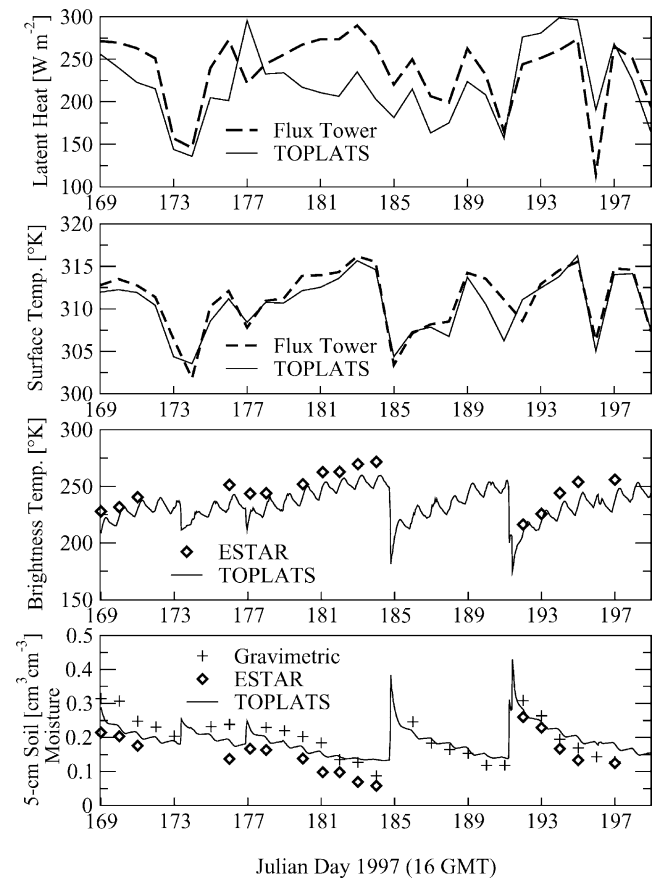 Latent Heat [W m-2]
300
250
200
150
100
Flux Tower
TOPLATS
169 173 177 181 185 189 193 197
Surface Temp. [°K]
320
315
310
305
300
Flux Tower
TOPLATS
169 173 177 181 185 189 193 197
Brightness Temp. [°K]
300
250
200
150
ESTAR
TOPLATS
169 173 177 181 185 189 193 197
5-cm Soil [cm3cm-3]
Moisture
0.5
0.4
0.3
0.2
0.1
0
Gravimetric
ESTAR
TOPLATS
169 173 177 181 185 189 193 197
Julian Day 1997 (16 GMT)